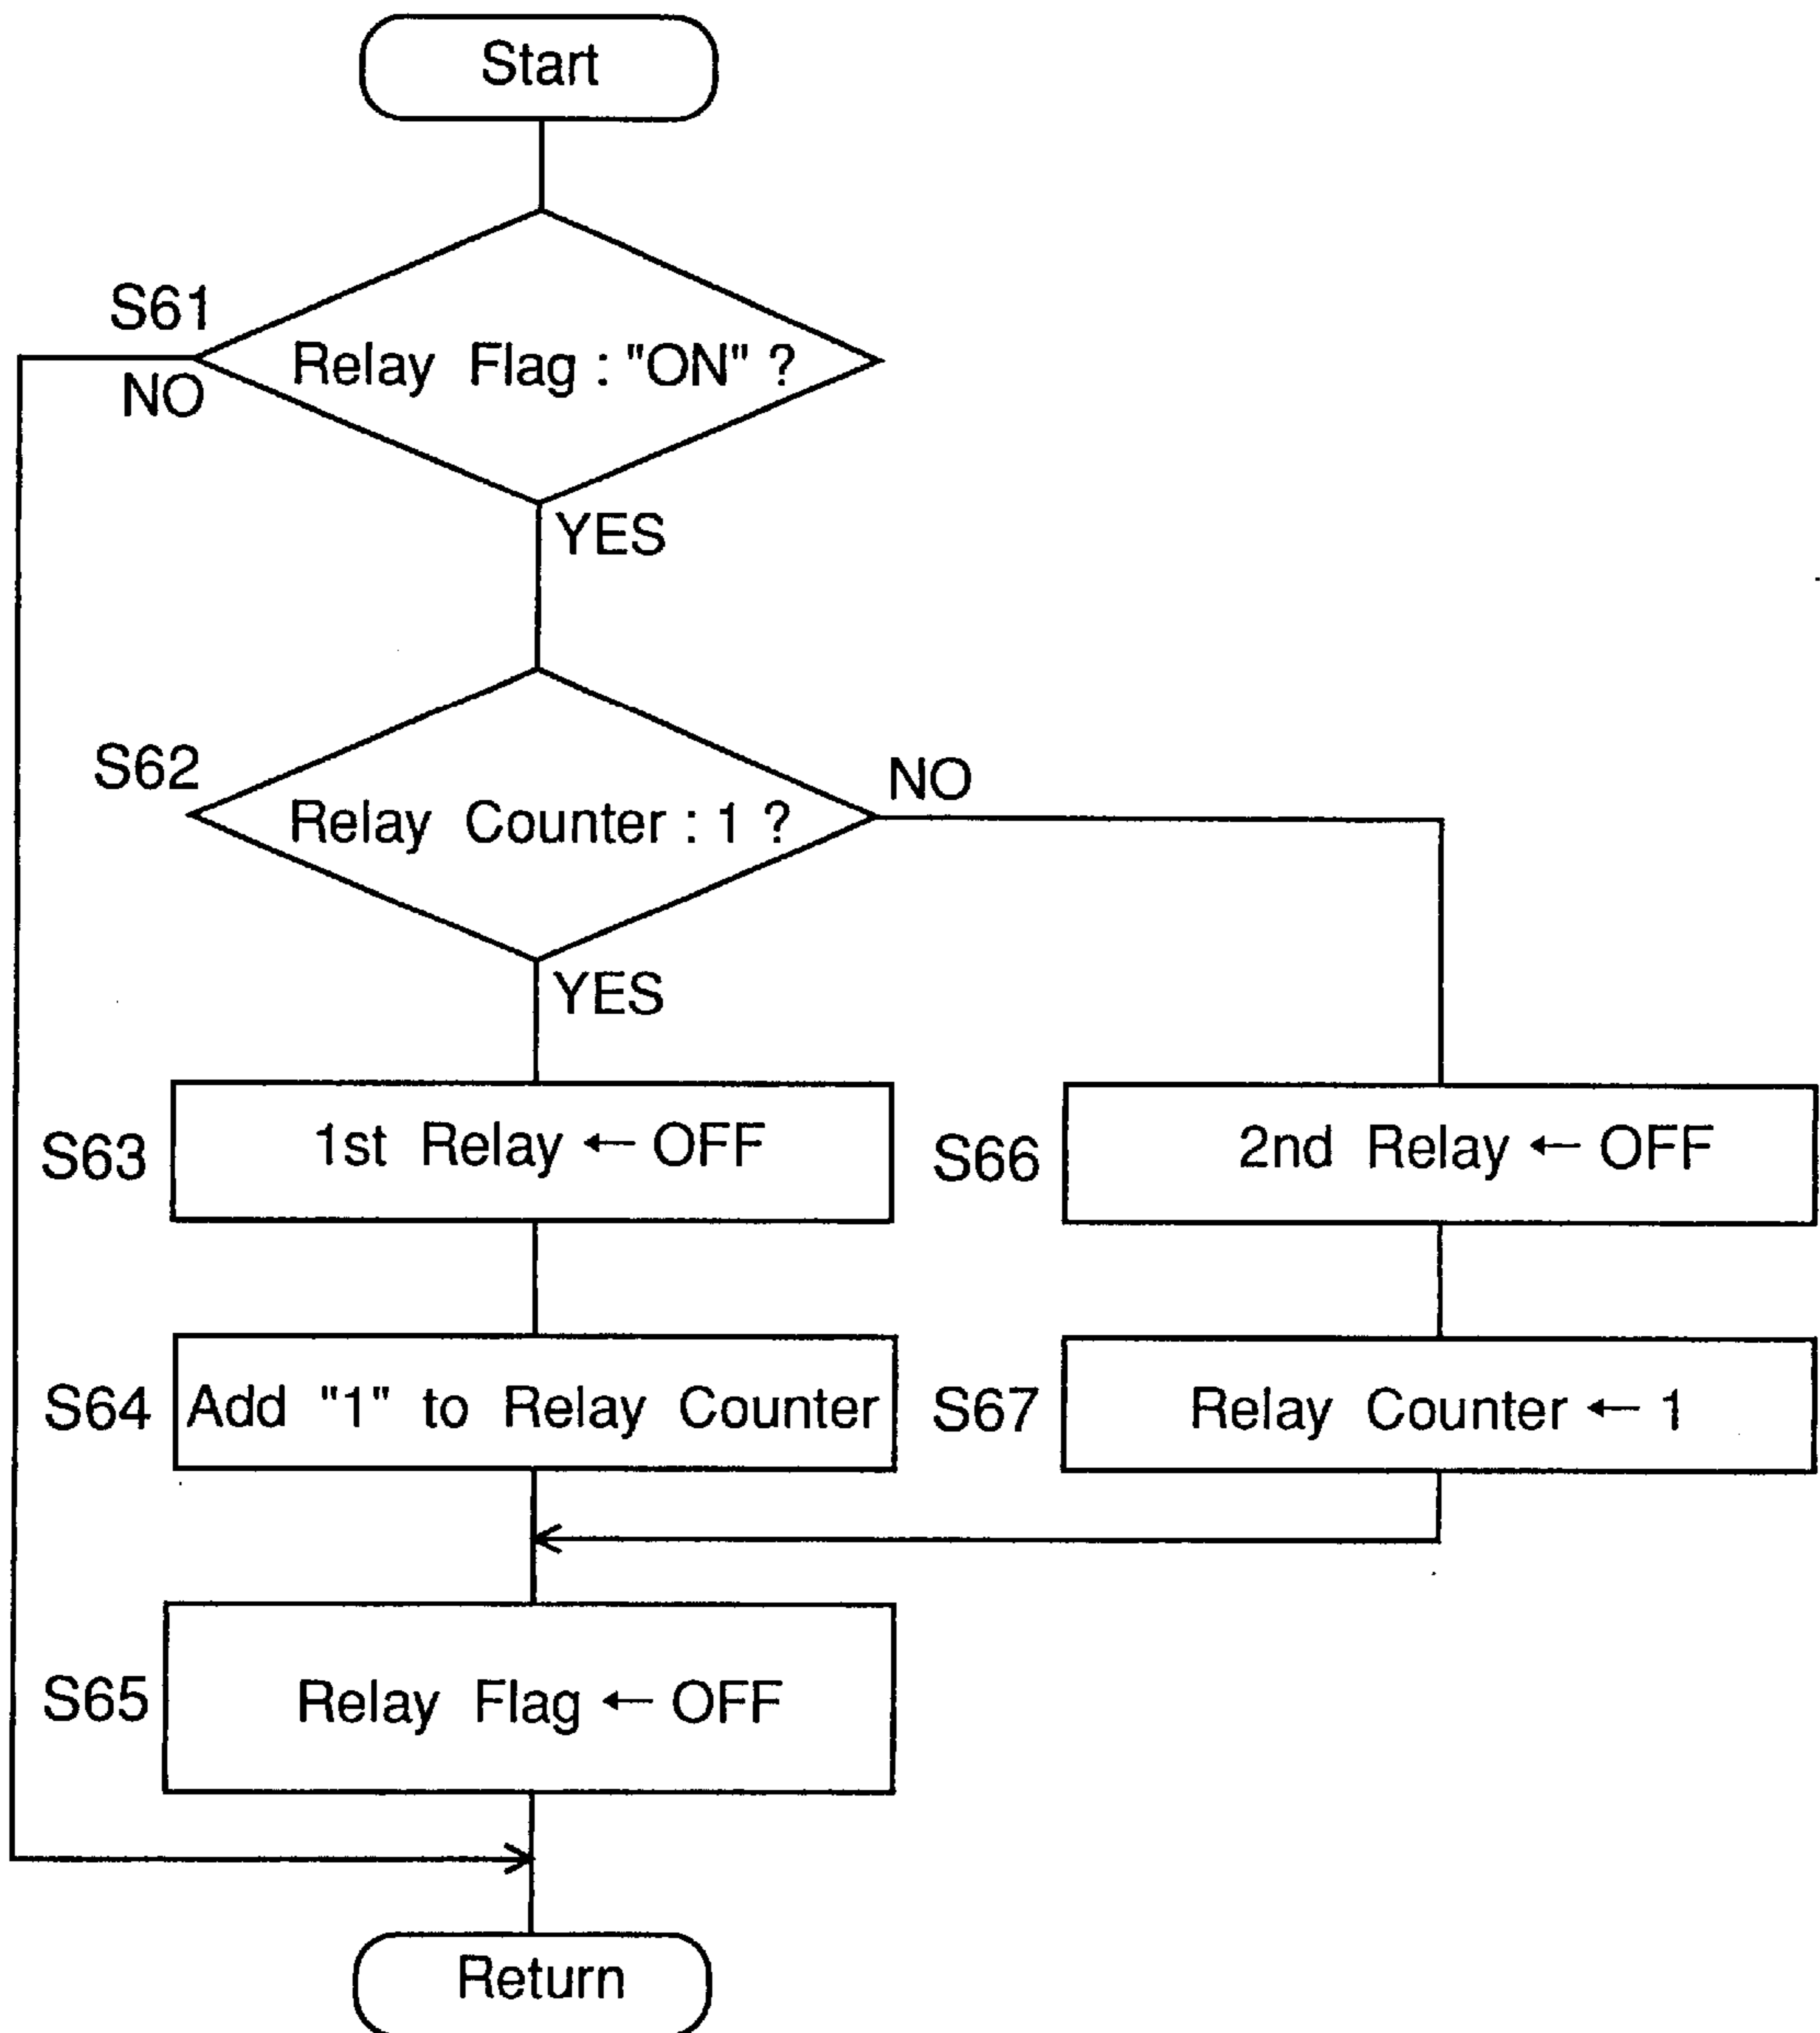 Start
S61
Relay Flag : "ON" ?
NO
YES
S62
Relay Counter : 1 ?
NO
YES
S63
1st Relay ← OFF
S66
2nd Relay ← OFF
S64
Add "1" to Relay Counter
S67
Relay Counter ← 1
S65
Relay Flag ← OFF
Return